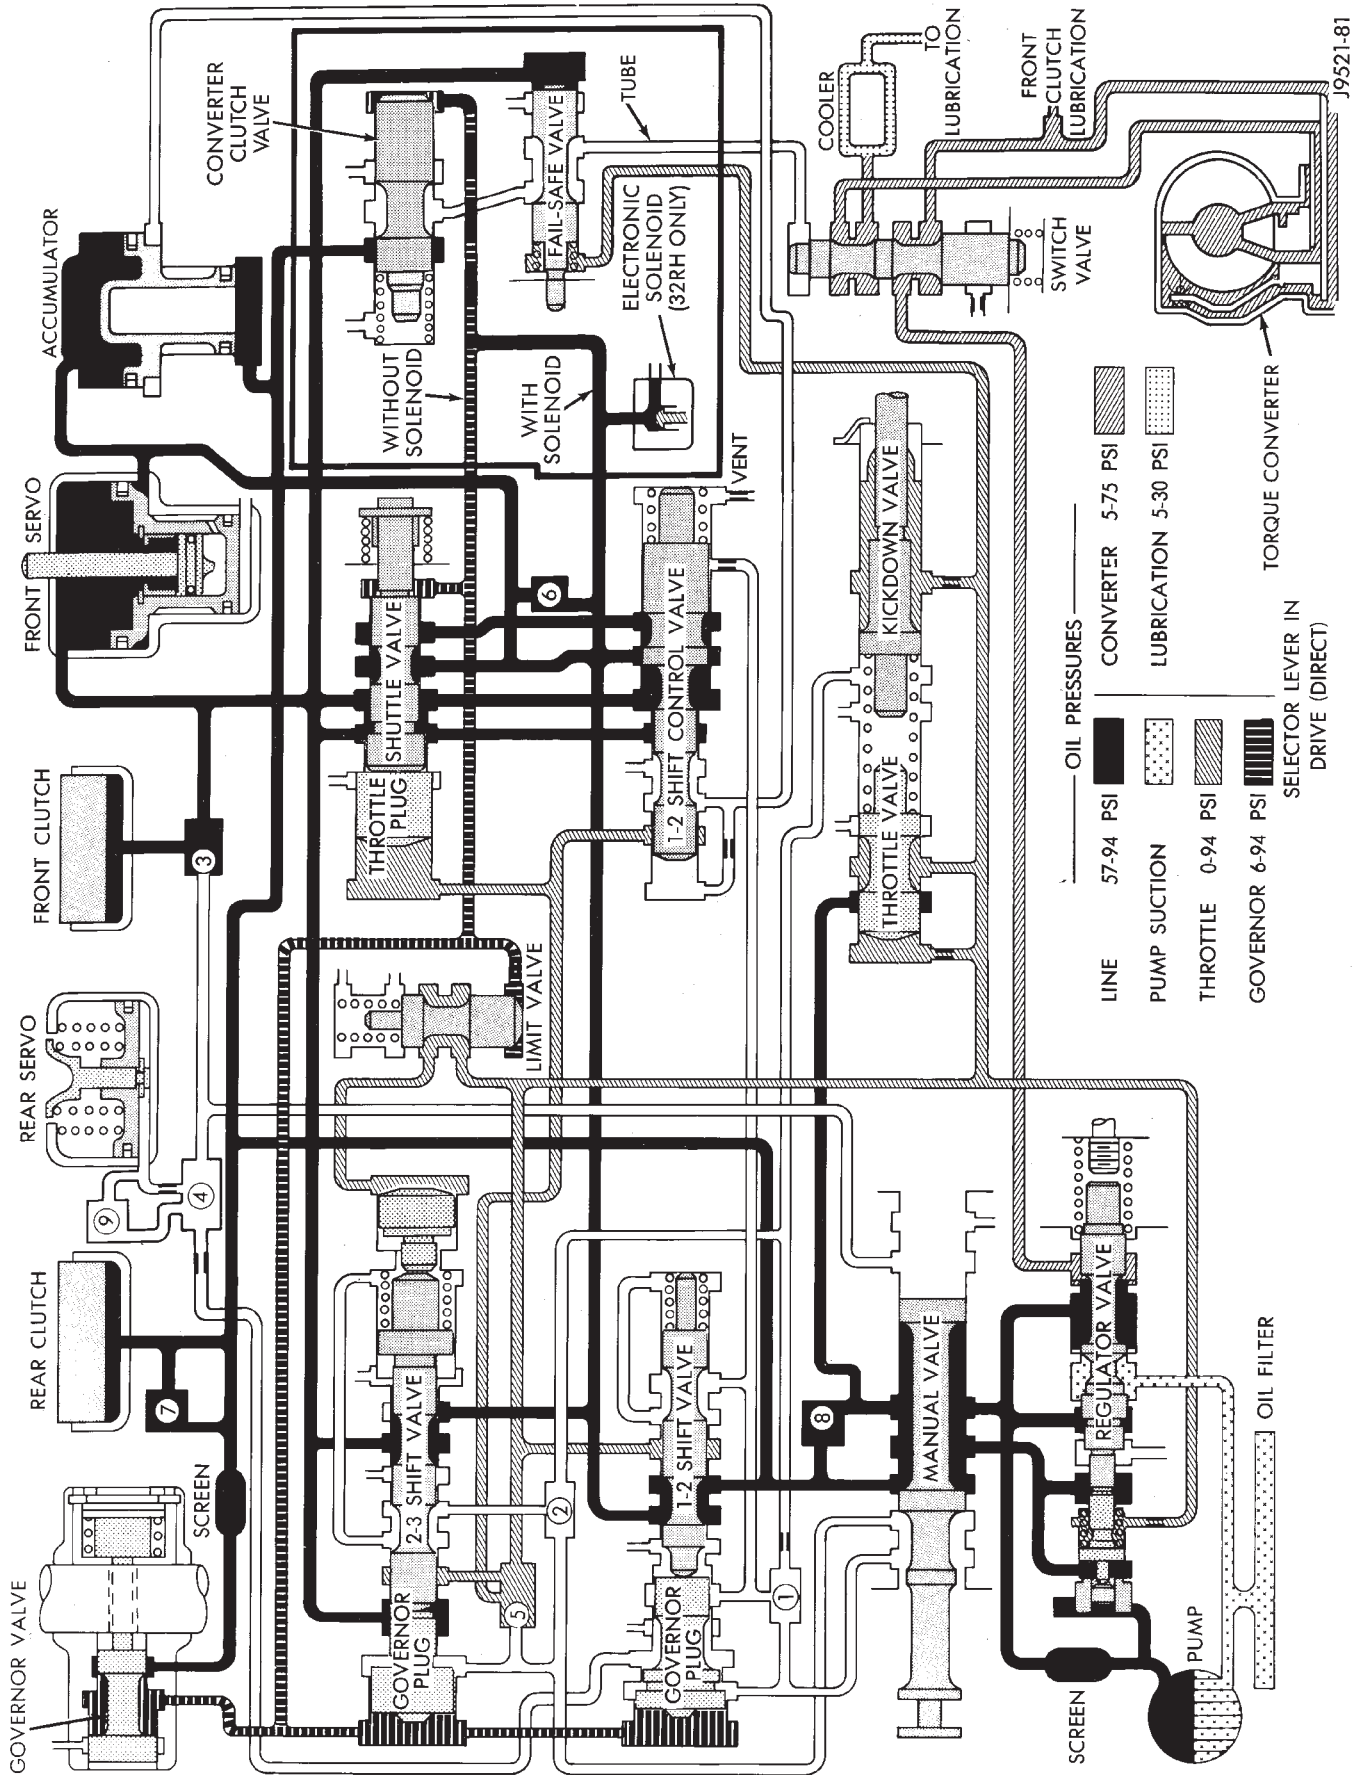 FRONT SERVO
ACCUMULATOR
CONVERTER
CLUTCH
VALVE
FAIL-SAFE VALVE
TUBE
COOLER
TO
LUBRICATION
FRONT
CLUTCH
LUBRICATION
J9521-81
ELECTRONIC
SOLENOID
(32RH ONLY)
WITHOUT
SOLENOID
WITH
SOLENOID
SWITCH
VALVE
TORQUE CONVERTER
FRONT CLUTCH
3
SHUTTLE VALVE
THROTTLE
PLUG
6
1-2 SHIFT CONTROL VALVE
VENT
KICKDOWN VALVE
THROTTLE VALVE
REAR SERVO
9
4
LIMIT VALVE
REAR CLUTCH
7
SCREEN
GOVERNOR VALVE
2-3 SHIFT VALVE
GOVERNOR
PLUG
5
2
1-2 SHIFT VALVE
GOVERNOR
PLUG
1
8
MANUAL VALVE
REGULATOR VALVE
SCREEN
PUMP
OIL FILTER
OIL PRESSURES
LINE 57-94 PSI
PUMP SUCTION
THROTTLE 0-94 PSI
GOVERNOR 6-94 PSI
CONVERTER 5-75 PSI
LUBRICATION 5-30 PSI
SELECTOR LEVER IN
DRIVE (DIRECT)